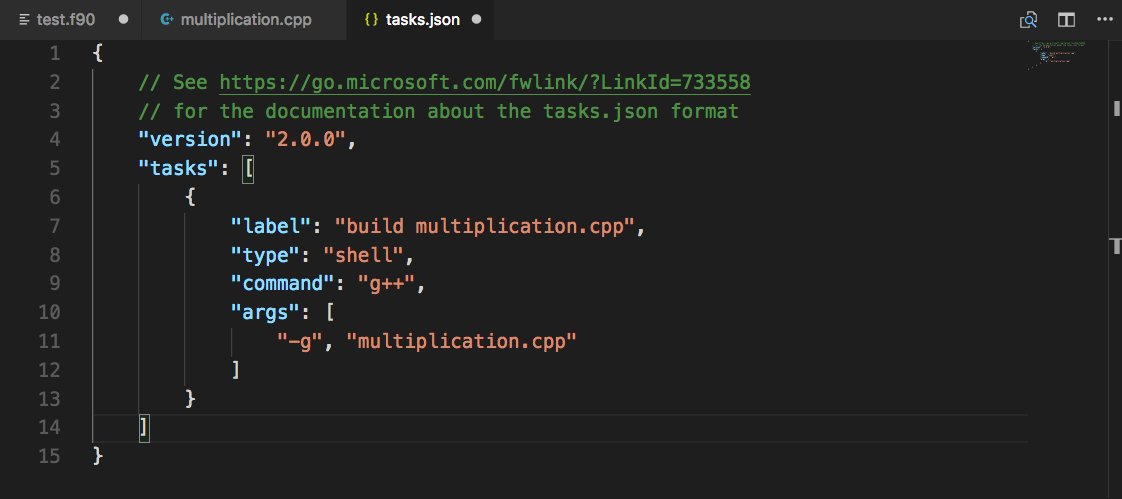 test.f90
multiplication.cpp
{} tasks.json
1 {
2 // See https://go.microsoft.com/fwlink/?LinkId=733558
3 // for the documentation about the tasks.json format
4 "version": "2.0.0",
5 "tasks": [
6 {
7 "label": "build multiplication.cpp",
8 "type": "shell",
9 "command": "g++",
10 "args": [
11 "-g", "multiplication.cpp"
12 ]
13 }
14 ]
15 }